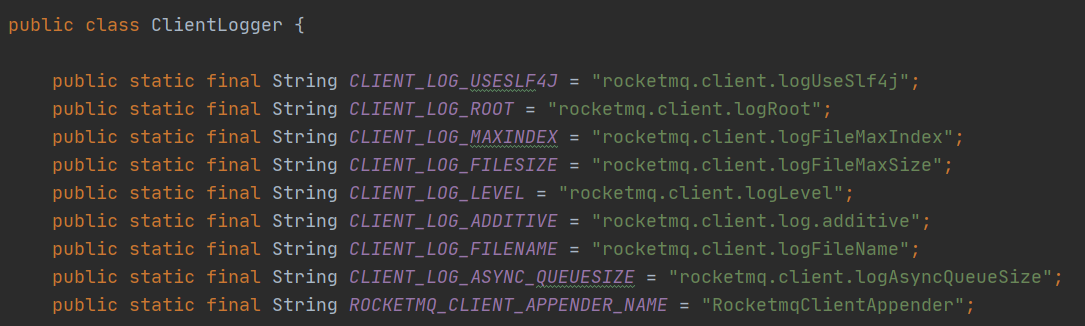 public class ClientLogger {
public static final String CLIENT_LOG_USESLF4J = "rocketmq.client.logUseSlf4j";
public static final String CLIENT_LOG_ROOT = "rocketmq.client.logRoot";
public static final String CLIENT_LOG_MAXINDEX = "rocketmq.client.logFileMaxIndex";
public static final String CLIENT_LOG_FILESIZE = "rocketmq.client.logFileMaxSize";
public static final String CLIENT_LOG_LEVEL = "rocketmq.client.logLevel";
public static final String CLIENT_LOG_ADDITIVE = "rocketmq.client.log.additive";
public static final String CLIENT_LOG_FILENAME = "rocketmq.client.logFileName";
public static final String CLIENT_LOG_ASYNC_QUEUESIZE = "rocketmq.client.logAsyncQueueSize";
public static final String ROCKETMQ_CLIENT_APPENDER_NAME = "RocketmqClientAppender";